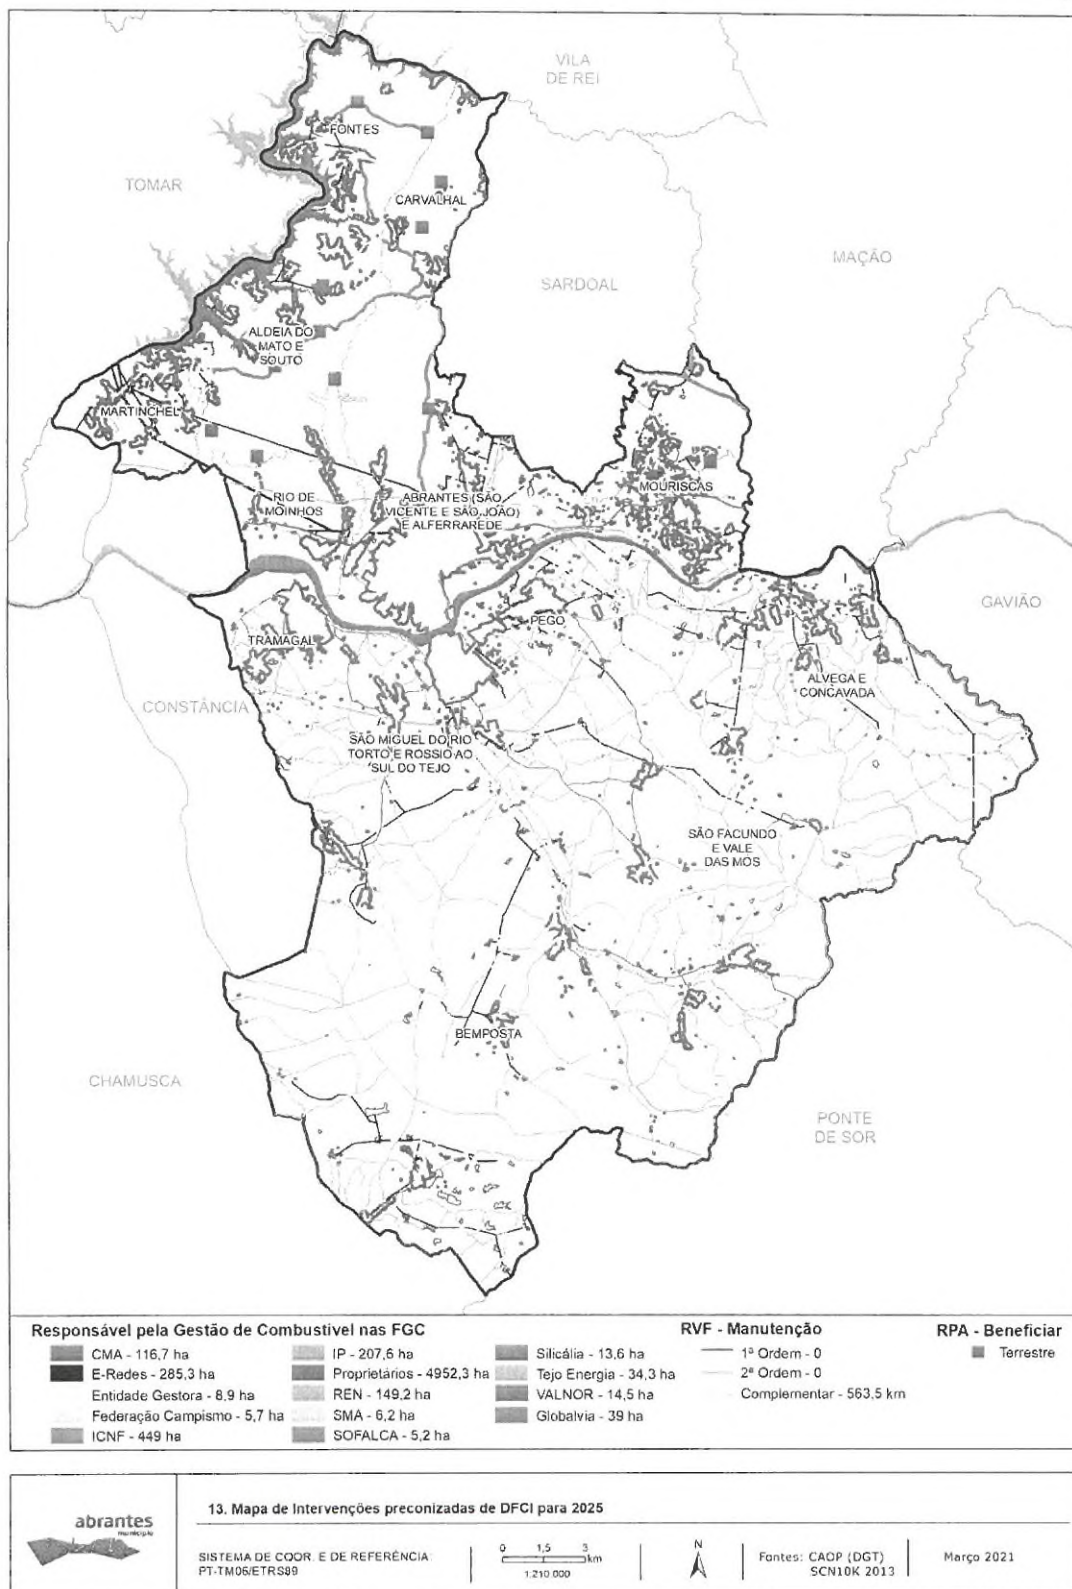 VILA
DE REI
FONTES
TOMAR
CARVALHAL
MAÇÃO
SARDOAL
ALDEIA DO
MATO E
SOUTO
MARTINCHEL
MOURISCAS
RIO DE
MOINHOS
ABRANTES (SÃO
VICENTE E SÃO JOÃO)
E ALFERRAREDE
GAVIÃO
PEGO
TRAMAGAL
ALVEGA E
CONCAVADA
CONSTÂNCIA
SÃO MIGUEL DO RIO
TORTO E ROSSIO AO
SUL DO TEJO
SÃO FACUNDO
E VALE
DAS MÓS
BEMPOSTA
CHAMUSCA
PONTE
DE SOR
Responsável pela Gestão de Combustivel nas FGC
CMA - 116,7 ha
E-Redes - 285,3 ha
Entidade Gestora - 8,9 ha
Federação Campismo - 5,7 ha
ICNF - 449 ha
IP - 207,6 ha
Proprietários - 4952,3 ha
REN - 149,2 ha
SMA - 6,2 ha
SOFALCA - 5,2 ha
Silicália - 13,6 ha
Tejo Energia - 34,3 ha
VALNOR - 14,5 ha
Globalvia - 39 ha
RVF - Manutenção
1ª Ordem - 0
2ª Ordem - 0
Complementar - 563,5 km
RPA - Beneficiar
Terrestre
abrantes
município
13. Mapa de Intervenções preconizadas de DFCI para 2025
SISTEMA DE COOR. E DE REFERÊNCIA
PT-TM06/ETRS89
0 1,5 3
km
1:210.000
N
Fontes: CAOP (DGT)
SCN10K 2013
Março 2021